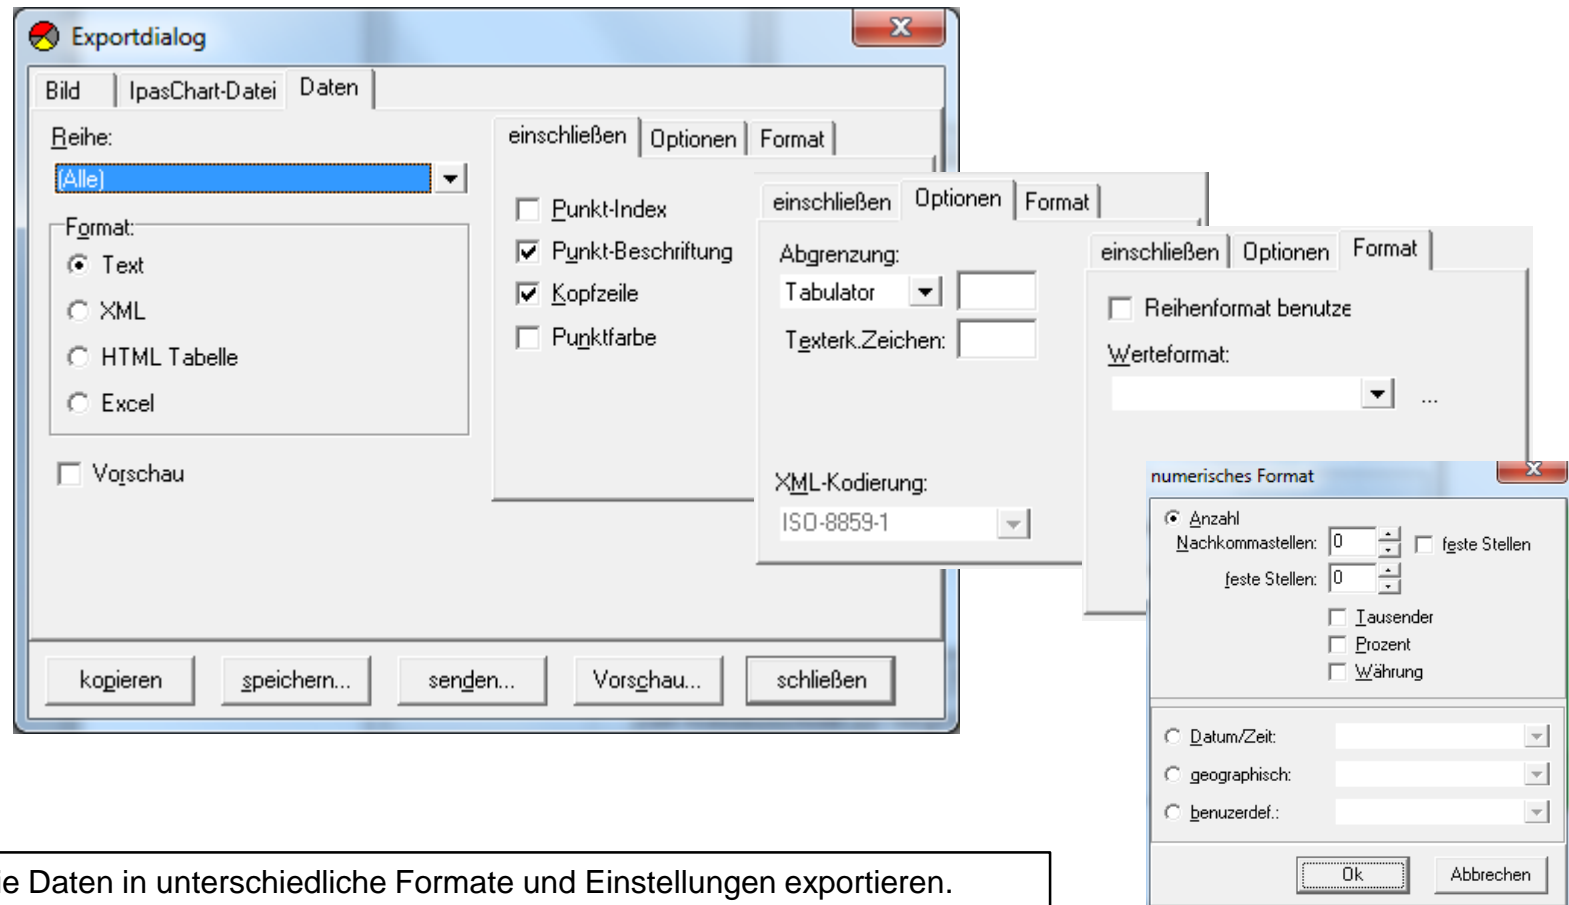 Exportdialog
Bild IpasChart-Datei Daten
Reihe:
(Alle)
Format:
Text
XML
HTML Tabelle
Excel
Vorschau
einschließen Optionen Format
Punkt-Index
Punkt-Beschriftung
Kopfzeile
Punktfarbe
kopieren speichern... senden... Vorschau... schließen
einschließen Optionen Format
Abgrenzung:
Tabulator
Texterk.Zeichen:
XML-Kodierung:
ISO-8859-1
einschließen Optionen Format
Reihenformat benutze
Werteformat:
...
numerisches Format
Anzahl
Nachkommastellen: 0 feste Stellen
feste Stellen: 0
Tausender
Prozent
Währung
Datum/Zeit:
geographisch:
benuzerdef.:
Ok Abbrechen
ie Daten in unterschiedliche Formate und Einstellungen exportieren.